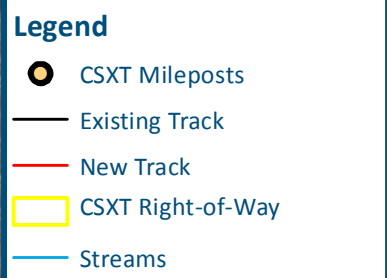 Legend
CSXT Mileposts
Existing Track
New Track
CSXT Right-of-Way
Streams